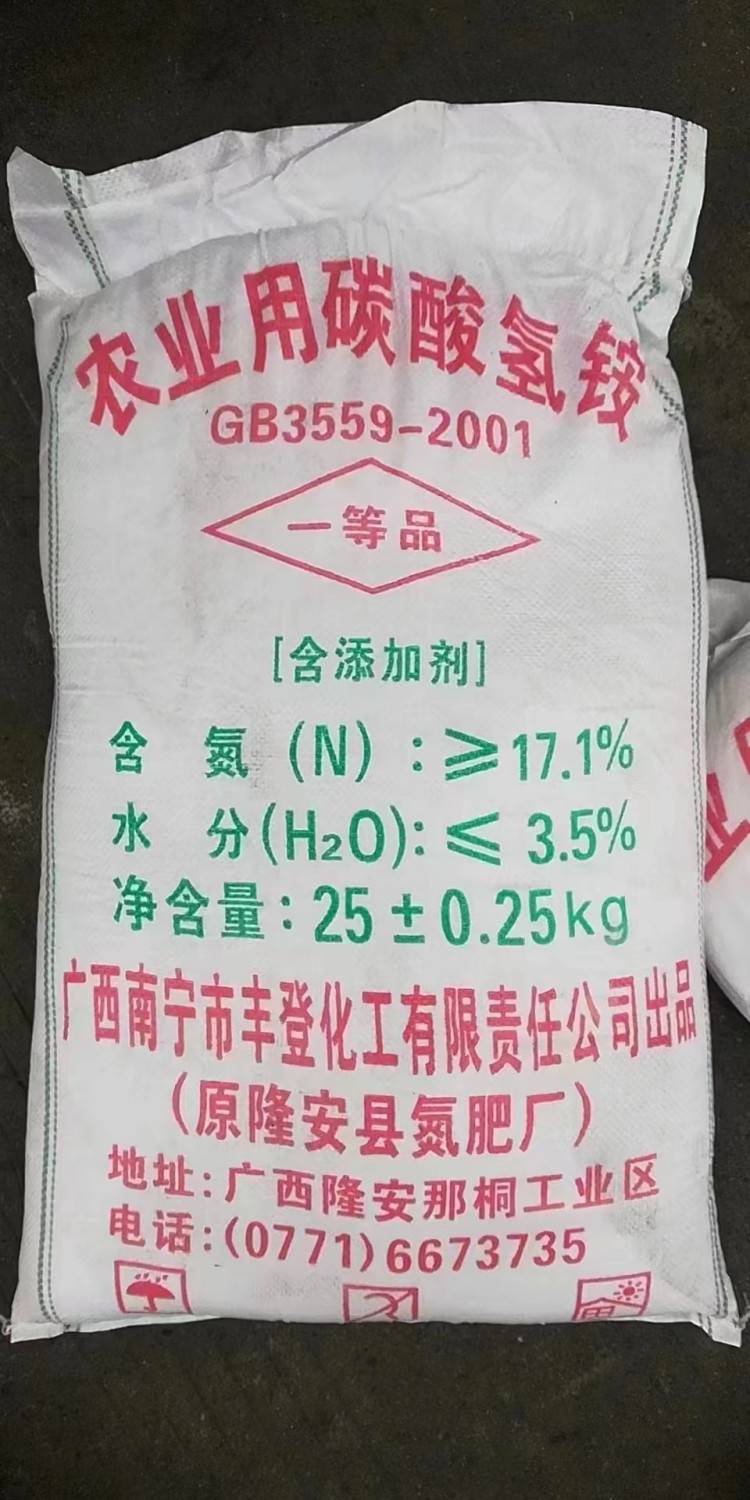 农业用碳酸氢铵
GB3559-2001
一等品
[含添加剂]
含 氮 (N) : ≥17.1%
水 分(H₂O): ≤ 3.5%
净含量: 25±0.25kg
广西南宁市丰登化工有限责任公司出品
(原隆安县氮肥厂)
地址:广西隆安那桐工业区
电话:(0771)6673735
业用